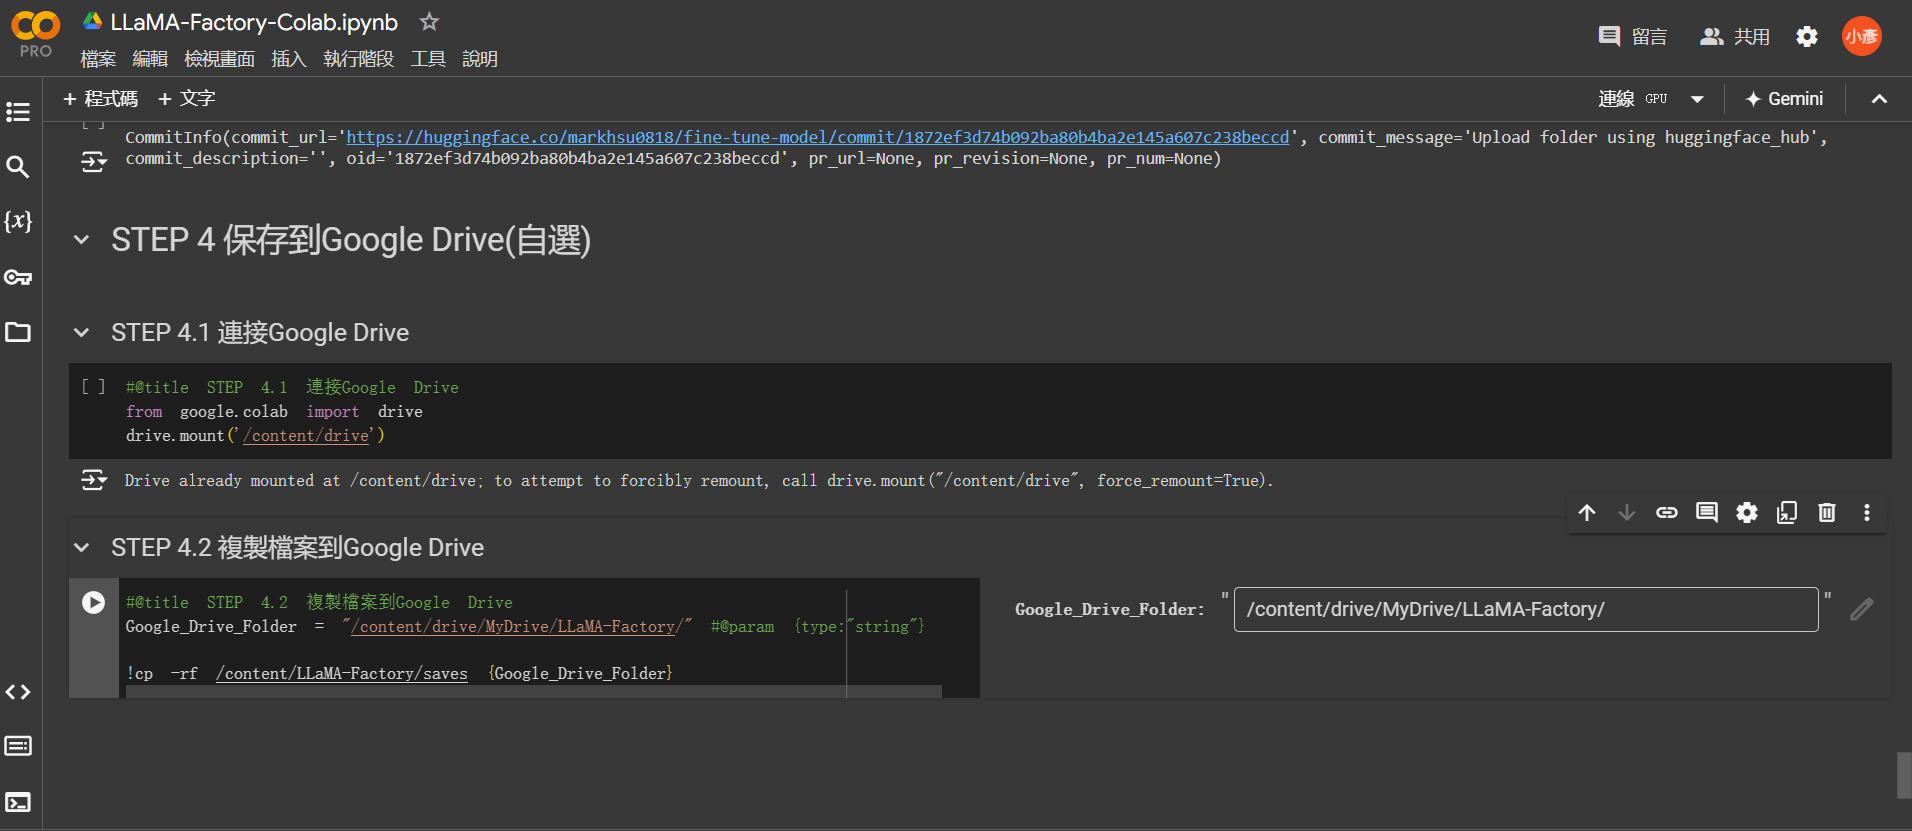 LLaMA-Factory-Colab.ipynb
PRO
檔案 編輯 檢視畫面 插入 執行階段 工具 說明
留言 共用 小彥
+ 程式碼 + 文字
連線 GPU Gemini
[ ]
CommitInfo(commit_url='https://huggingface.co/markhsu0818/fine-tune-model/commit/1872ef3d74b092ba80b4ba2e145a607c238beccd', commit_message='Upload folder using huggingface_hub',
commit_description='', oid='1872ef3d74b092ba80b4ba2e145a607c238beccd', pr_url=None, pr_revision=None, pr_num=None)
{x}
STEP 4 保存到Google Drive(自選)
STEP 4.1 連接Google Drive
[ ] #@title STEP 4.1 連接Google Drive
from google.colab import drive
drive.mount('/content/drive')
Drive already mounted at /content/drive; to attempt to forcibly remount, call drive.mount("/content/drive", force_remount=True).
STEP 4.2 複製檔案到Google Drive
#@title STEP 4.2 複製檔案到Google Drive
Google_Drive_Folder = "/content/drive/MyDrive/LLaMA-Factory/" #@param {type:"string"}
!cp -rf /content/LLaMA-Factory/saves {Google_Drive_Folder}
Google_Drive_Folder: "/content/drive/MyDrive/LLaMA-Factory/"